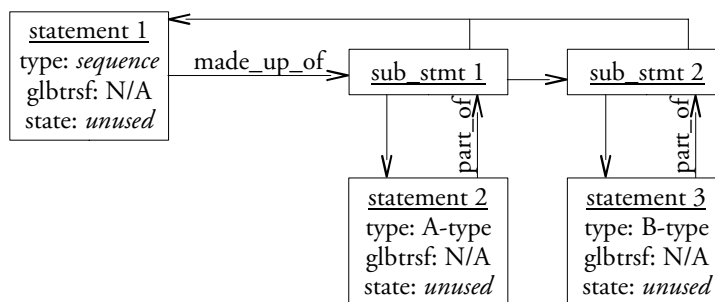 statement 1
type: sequence
glbtrsf: N/A
state: unused
made_up_of
sub_stmt 1
sub_stmt 2
part_of
part_of
statement 2
type: A-type
glbtrsf: N/A
state: unused
statement 3
type: B-type
glbtrsf: N/A
state: unused